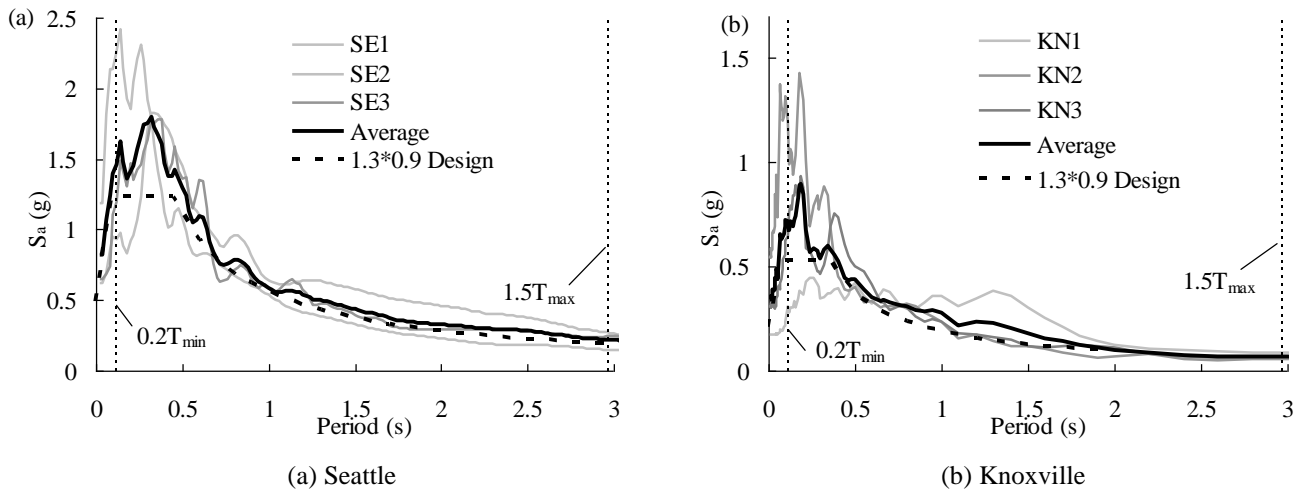 (a)
2.5
2
1.5
1
0.5
0
Sa (g)
SE1
SE2
SE3
Average
1.3*0.9 Design
0.2Tmin
1.5Tmax
0 0.5 1 1.5 2 2.5 3
Period (s)
(a) Seattle
(b)
1.5
1
0.5
0
Sa (g)
KN1
KN2
KN3
Average
1.3*0.9 Design
0.2Tmin
1.5Tmax
0 0.5 1 1.5 2 2.5 3
Period (s)
(b) Knoxville